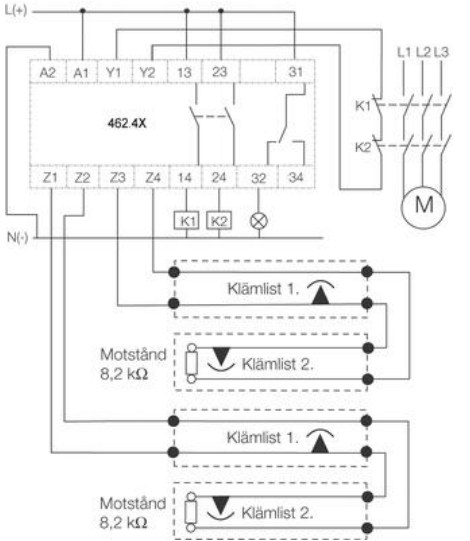 L(+)
L1 L2 L3
A2 A1 Y1 Y2 13 23 31
K1
462.4X
K2
Z1 Z2 Z3 Z4 14 24 32 34
M
K1 K2
N(-)
Klämlist 1.
Motstånd
8,2 kΩ
Klämlist 2.
Klämlist 1.
Motstånd
8,2 kΩ
Klämlist 2.